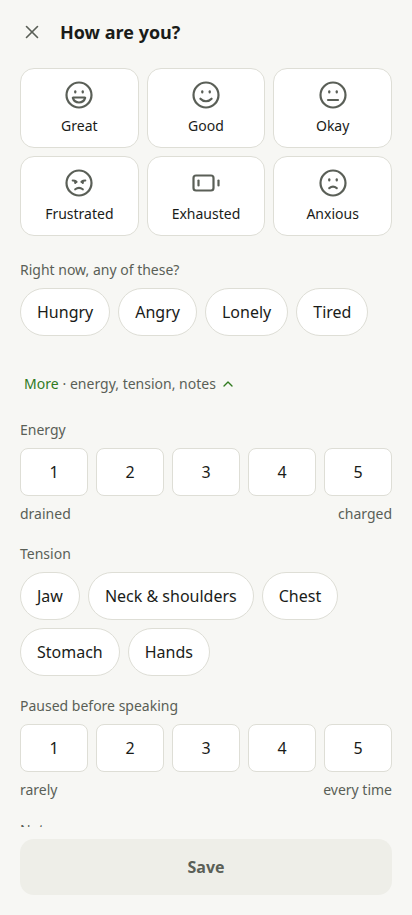 How are you?
Great Good Okay
Frustrated Exhausted Anxious
Right now, any of these?
Hungry Angry Lonely Tired
More · energy, tension, notes
Energy
1 2 3 4 5
drained charged
Tension
Jaw Neck & shoulders Chest
Stomach Hands
Paused before speaking
1 2 3 4 5
rarely every time
Save